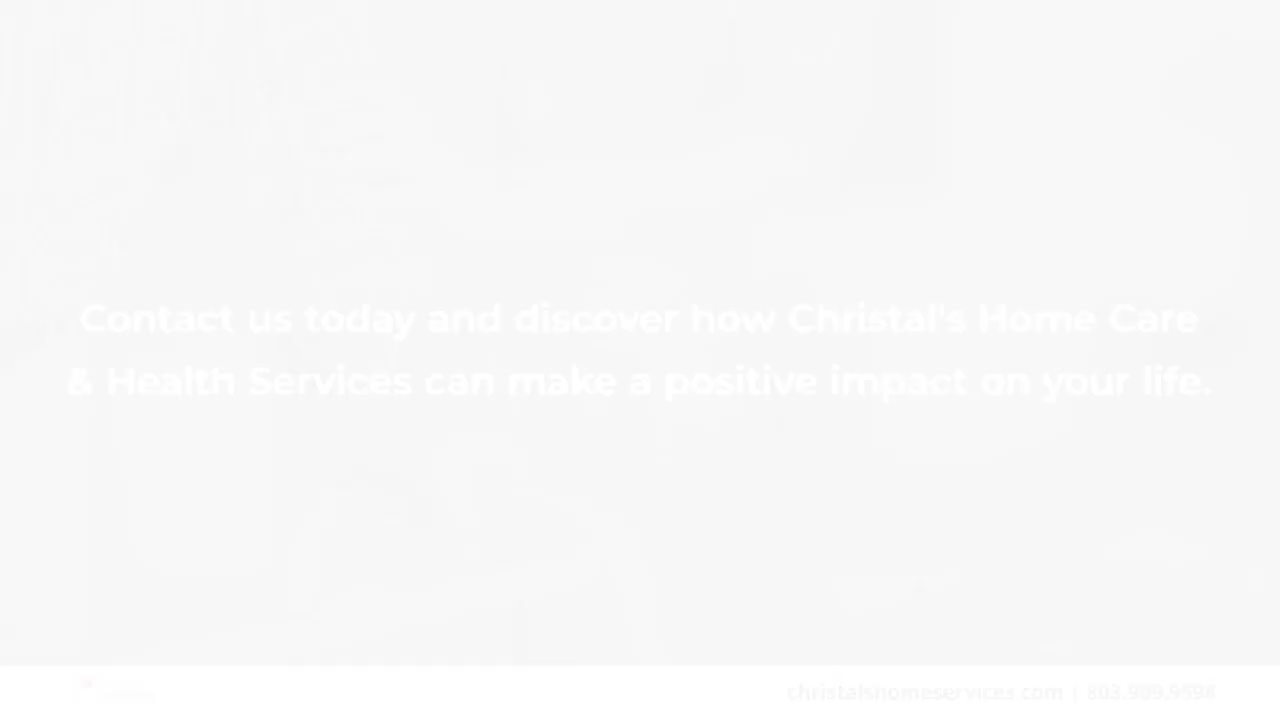 Contact us today and discover how Christal's Home Care
& Health Services can make a positive impact on your life.
christalshomeservices.com |